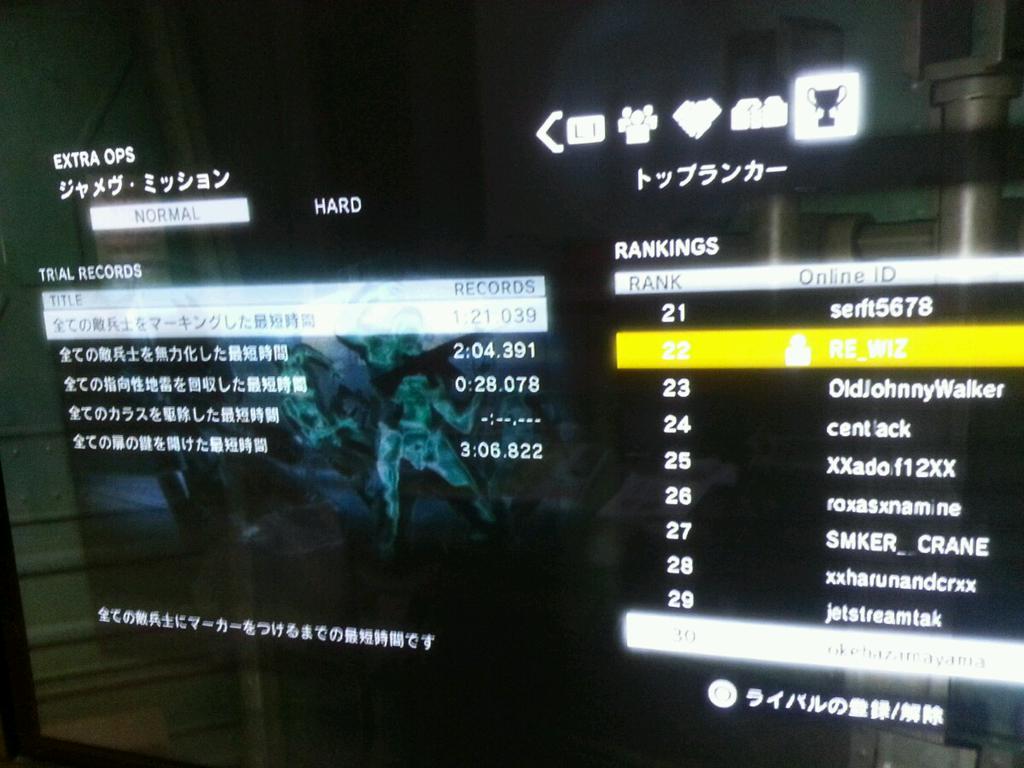 EXTRA OPS
ジャメヴ・ミッション
NORMAL HARD
TRIAL RECORDS
TITLE RECORDS
全ての敵兵士をマーキングした最短時間 1:21.039
全ての敵兵士を無力化した最短時間 2:04.391
全ての指向性地雷を回収した最短時間 0:28.078
全てのカラスを駆除した最短時間 -:--.---
全ての扉の鍵を開けた最短時間 3:06.822
全ての敵兵士にマーカーをつけるまでの最短時間です
トップランカー
RANKINGS
RANK Online ID
21 serft5678
22 RE_WIZ
23 OldJohnnyWalker
24
25 XXadolf12XX
26 roxasxnamine
27 SMKER_CRANE
28 xxharunandcrxx
29 jetstreamtak
30 okehazamayama
ライバルの登録/解除